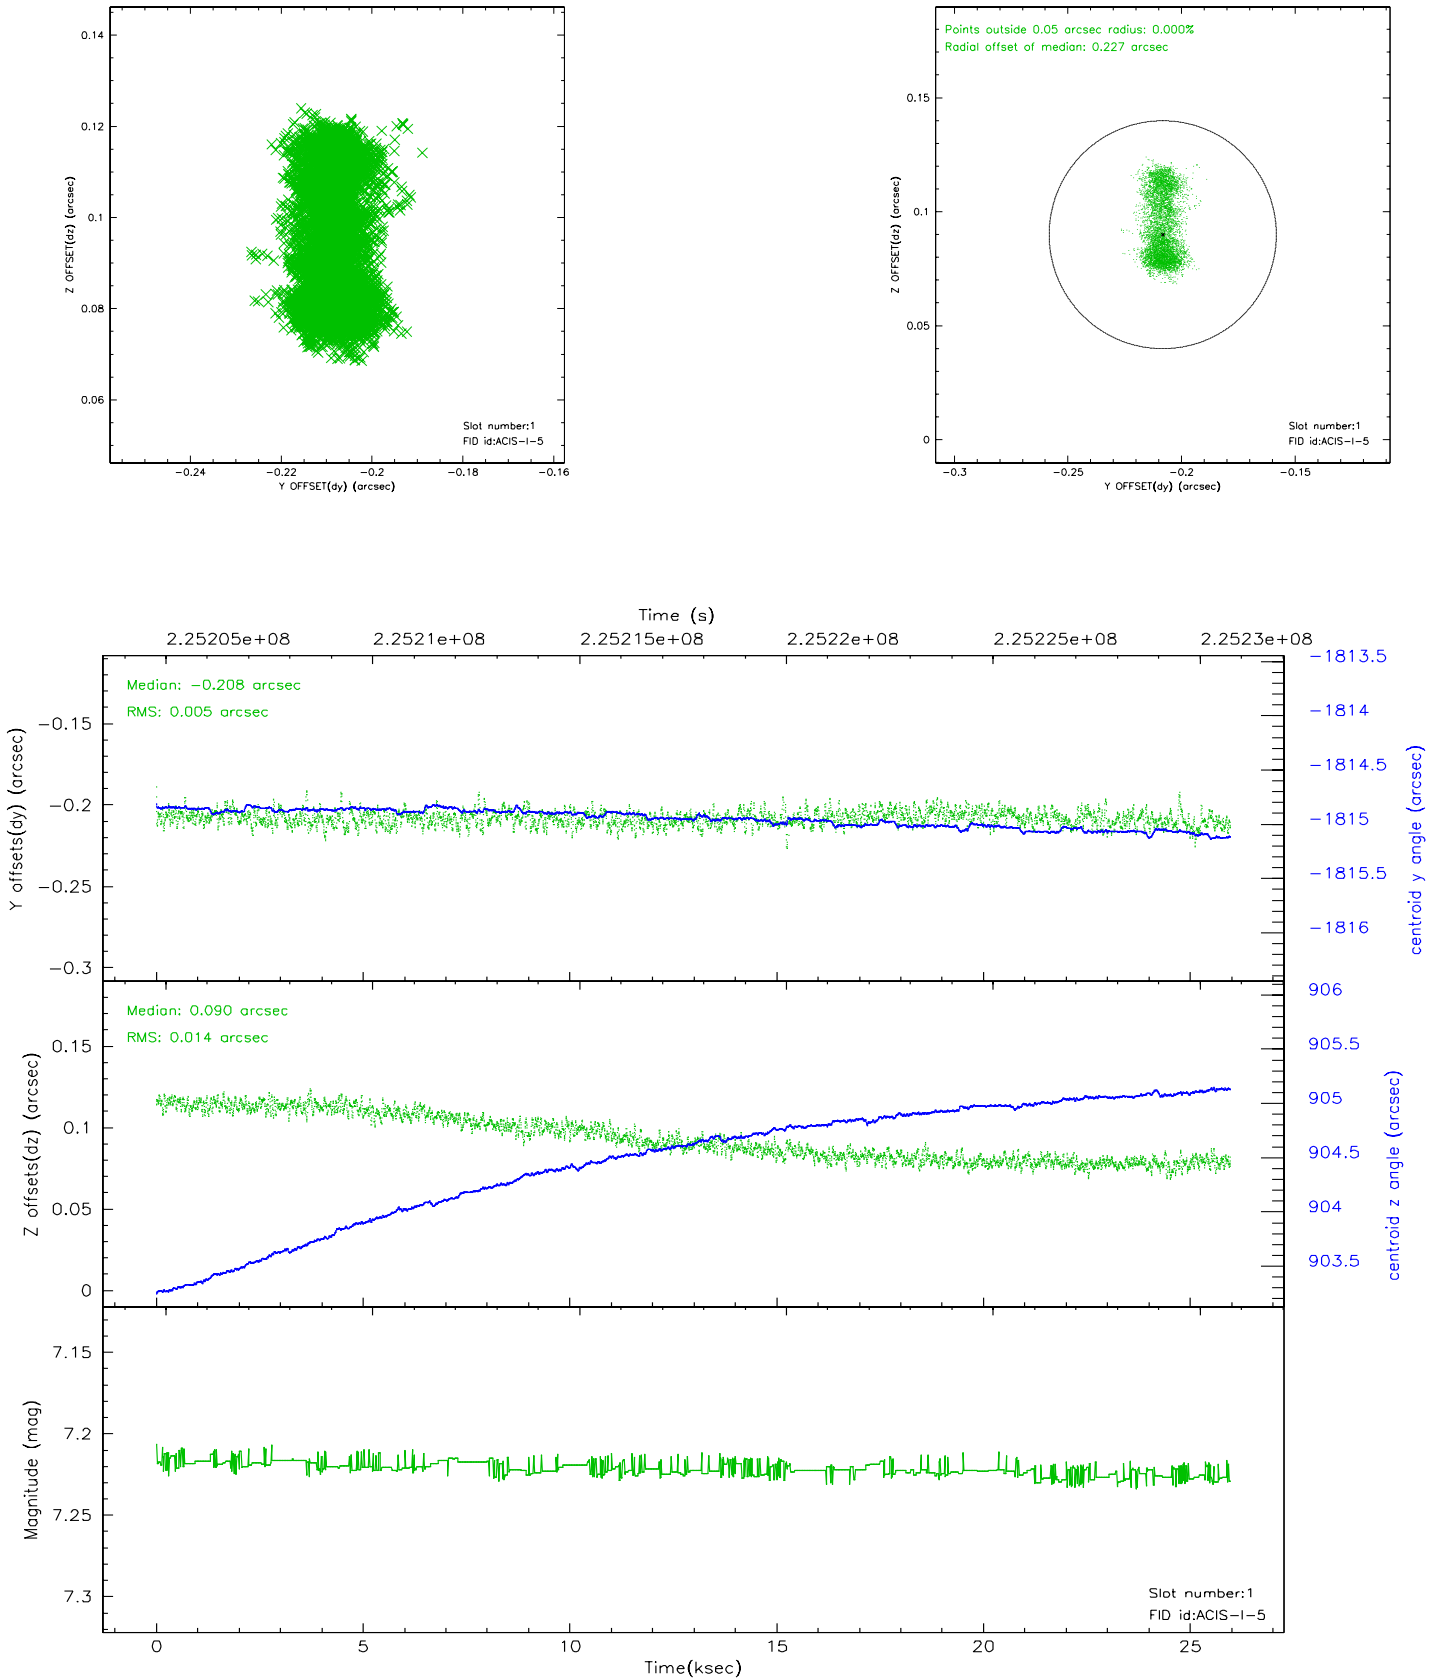 0.14
0.12
0.1
0.08
0.06
Z OFFSET(dz) (arcsec)
Slot number:1
FID id:ACIS-I-5
-0.24 -0.22 -0.2 -0.18 -0.16
Y OFFSET(dy) (arcsec)
Points outside 0.05 arcsec radius: 0.000%
Radial offset of median: 0.227 arcsec
0.15
0.1
0.05
0
Z OFFSET(dz) (arcsec)
Slot number:1
FID id:ACIS-I-5
-0.3 -0.25 -0.2 -0.15
Y OFFSET(dy) (arcsec)
Time (s)
2.25205e+08 2.2521e+08 2.25215e+08 2.2522e+08 2.25225e+08 2.2523e+08
Median: -0.208 arcsec
RMS: 0.005 arcsec
-0.15
-0.2
-0.25
-0.3
Y offsets(dy) (arcsec)
-1813.5
-1814
-1814.5
-1815
-1815.5
-1816
centroid y angle (arcsec)
Median: 0.090 arcsec
RMS: 0.014 arcsec
0.15
0.1
0.05
0
Z offsets(dz) (arcsec)
906
905.5
905
904.5
904
903.5
centroid z angle (arcsec)
7.15
7.2
7.25
7.3
Magnitude (mag)
Slot number:1
FID id:ACIS-I-5
0 5 10 15 20 25
Time(ksec)